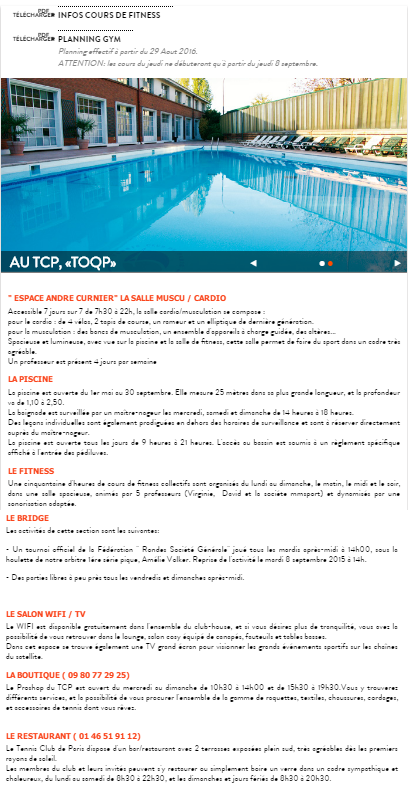 PDF
TÉLÉCHARGER
INFOS COURS DE FITNESS
PDF
TÉLÉCHARGER
PLANNING GYM
Planning effectif à partir du 29 Aout 2016.
ATTENTION: les cours du jeudi ne débuteront qu'à partir du jeudi 8 septembre.
AU TCP, «TOQP»
" ESPACE ANDRE CURNIER" LA SALLE MUSCU / CARDIO
Accessible 7 jours sur 7 de 7h30 à 22h, la salle cardio/musculation se compose :
pour le cardio : de 4 vélos, 2 tapis de course, un rameur et un elliptique de dernière génération.
pour la musculation : des bancs de musculation, un ensemble d'appareils à charge guidée, des altères...
Spacieuse et lumineuse, avec vue sur la piscine et la salle de fitness, cette salle permet de faire du sport dans un cadre très
agréable.
Un professeur est présent 4 jours par semaine
LA PISCINE
La piscine est ouverte du 1er mai au 30 septembre. Elle mesure 25 mètres dans sa plus grande longueur, et la profondeur
va de 1,10 à 2,50.
La baignade est surveillée par un maitre-nageur les mercredi, samedi et dimanche de 14 heures à 18 heures.
Des leçons individuelles sont également prodiguées en dehors des horaires de surveillance et sont à réserver directement
auprès du maitre-nageur.
La piscine est ouverte tous les jours de 9 heures à 21 heures. L'accès au bassin est soumis à un règlement spécifique
affiché à l'entrée des pédiluves.
LE FITNESS
Une cinquantaine d'heures de cours de fitness collectifs sont organisés du lundi au dimanche, le matin, le midi et le soir,
dans une salle spacieuse, animés par 5 professeurs (Virginie, David et la societé mmsport) et dynamisés par une
sonorisation adaptée.
LE BRIDGE
Les activités de cette section sont les suivantes:
- Un tournoi officiel de la Fédération " Rondes Société Générale" joué tous les mardis après-midi à 14h00, sous la
houlette de notre arbitre 1ère série pique, Amélie Volker. Reprise de l'activité le mardi 8 septembre 2015 à 14h.
- Des parties libres à peu près tous les vendredis et dimanches après-midi.
LE SALON WIFI / TV
Le WIFI est disponible gratuitement dans l'ensemble du club-house, et si vous désirez plus de tranquilité, vous avez la
possibilité de vous retrouver dans le lounge, salon cosy équipé de canapés, fauteuils et tables basses.
Dans cet espace se trouve également une TV grand écran pour visionner les grands évènements sportifs sur les chaînes
du satellite.
LA BOUTIQUE ( 09 80 77 29 25)
Le Proshop du TCP est ouvert du mercredi au dimanche de 10h30 à 14h00 et de 15h30 à 19h30.Vous y trouverez
différents services, et la possibilité de vous procurer l'ensemble de la gamme de raquettes, textiles, chaussures, cordages,
et accessoires de tennis dont vous rêvez.
LE RESTAURANT ( 01 46 51 91 12)
Le Tennis Club de Paris dispose d'un bar/restaurant avec 2 terrasses exposées plein sud, très agréables dès les premiers
rayons de soleil.
Les membres du club et leurs invités peuvent s'y restaurer ou simplement boire un verre dans un cadre sympathique et
chaleureux, du lundi au samedi de 8h30 à 22h30, et les dimanches et jours fériés de 8h30 à 20h30.